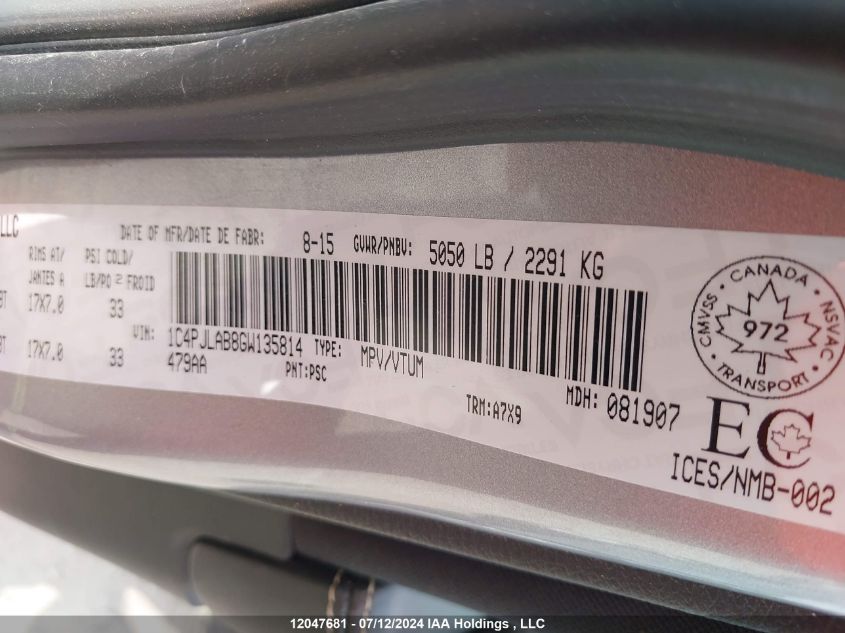 LLC
DATE OF MFR/DATE DE FABR: 8-15 GVWR/PNBV: 5050 LB / 2291 KG
RIMS AT/ PSI COLD/
JANTES A LB/PO2 FROID
17X7.0 33
17X7.0 33
VIN: 1C4PJLAB8GW135814 TYPE: MPV/VTUM
479AA PNT:PSC
TRM:A7X9 MDH: 081907
CANADA
CMVSS 972 NSVAC
TRANSPORT
EC
ICES/NMB-002
12047681 - 07/12/2024 IAA Holdings , LLC